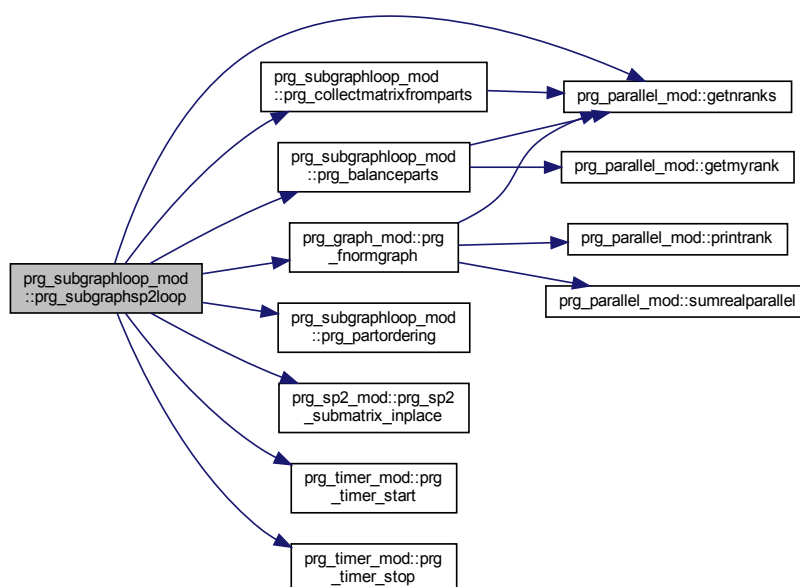 prg_subgraphloop_mod
::prg_subgraphsp2loop
prg_subgraphloop_mod
::prg_collectmatrixfromparts
prg_subgraphloop_mod
::prg_balanceparts
prg_graph_mod::prg
_fnormgraph
prg_subgraphloop_mod
::prg_partordering
prg_sp2_mod::prg_sp2
_submatrix_inplace
prg_timer_mod::prg
_timer_start
prg_timer_mod::prg
_timer_stop
prg_parallel_mod::getnranks
prg_parallel_mod::getmyrank
prg_parallel_mod::printrank
prg_parallel_mod::sumrealparallel